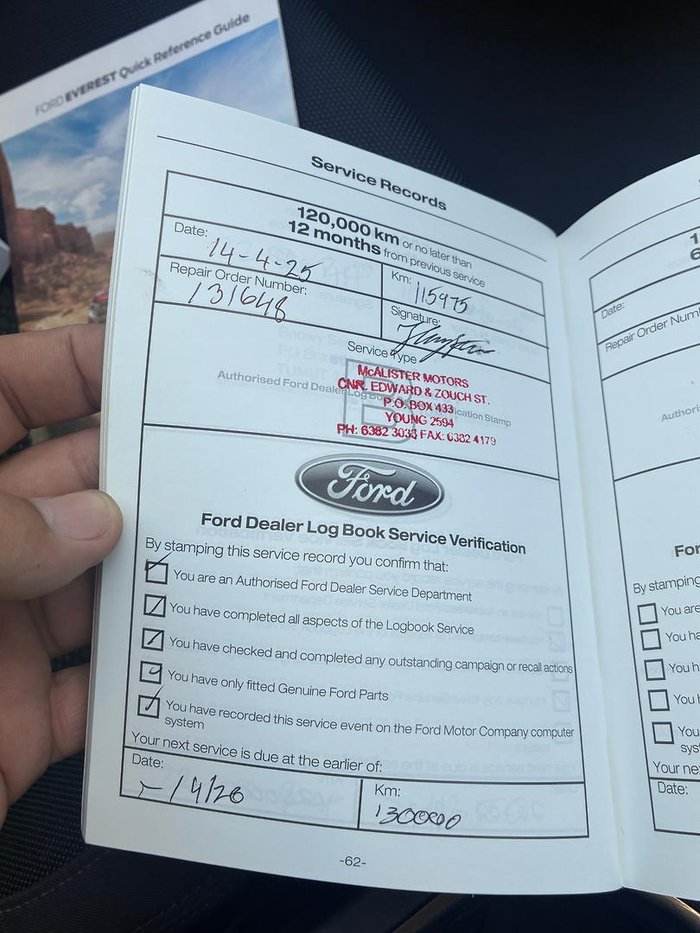 FORD EVEREST Quick Reference Guide
Service Records
120,000 km or no later than
12 months from previous service
Date:
14-4-25
Km: 115975
Repair Order Number:
131648
Signature:
Service Type
Authorised Ford Dealer
McALISTER MOTORS
CNR. EDWARD & ZOUCH ST.
P.O. BOX 433
YOUNG 2594
PH: 6382 3033 FAX: 6382 4179
Ford
Ford Dealer Log Book Service Verification
By stamping this service record you confirm that:
You are an Authorised Ford Dealer Service Department
You have completed all aspects of the Logbook Service
You have checked and completed any outstanding campaign or recall actions
You have only fitted Genuine Ford Parts
You have recorded this service event on the Ford Motor Company computer
system
Your next service is due at the earlier of:
Date:
14/26
Km:
130000
-62-
Date:
Repair Order Num
For
By stamping
You are
You ha
You h
You
sys
Your ne
Date: